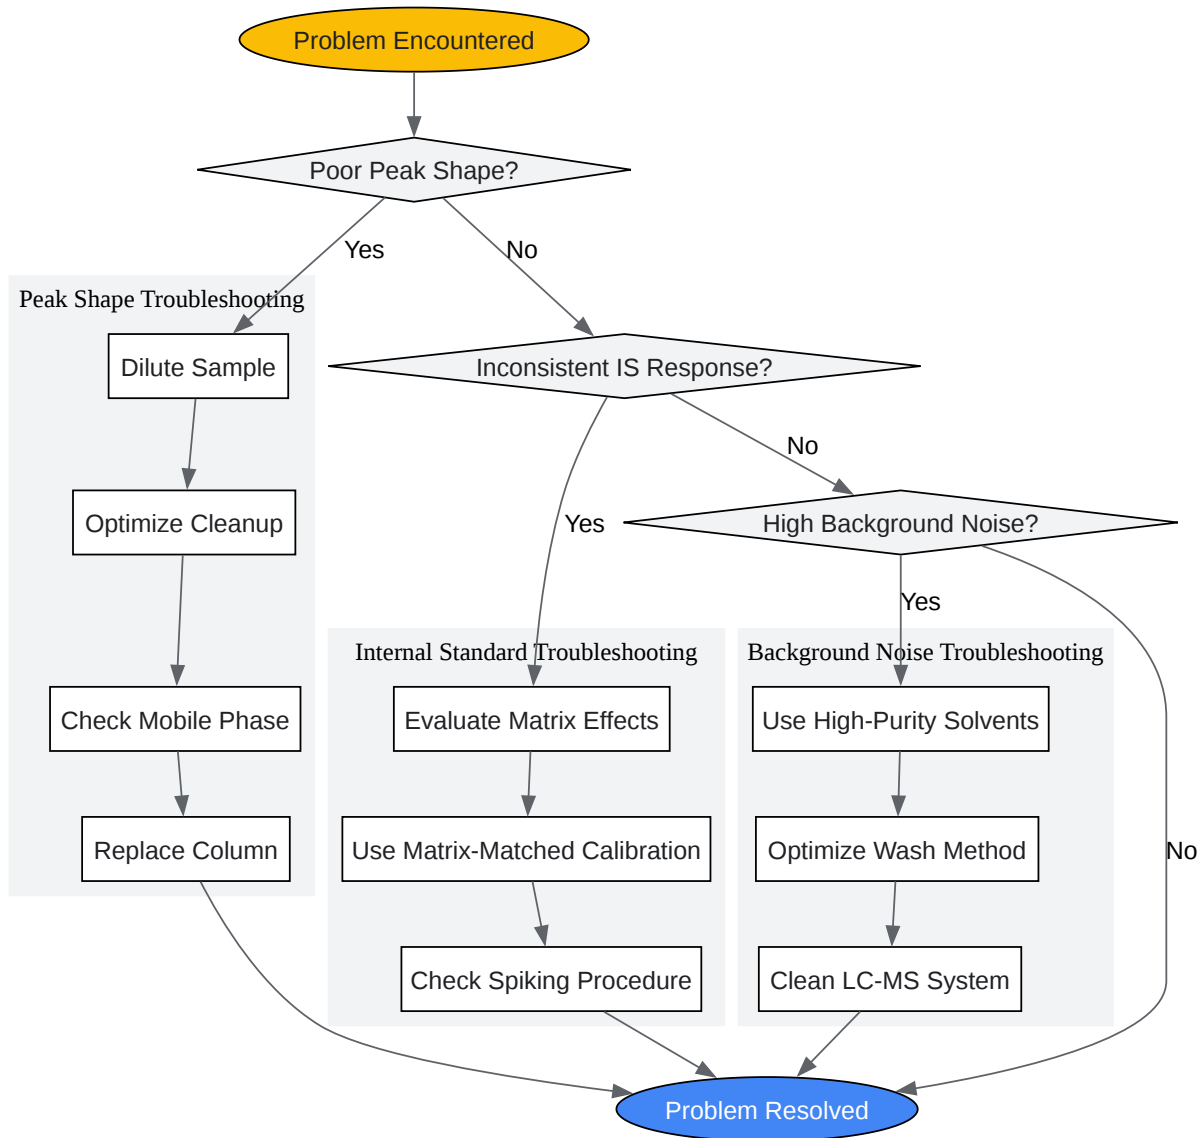 Problem Encountered
Poor Peak Shape?
Yes
No
Peak Shape Troubleshooting
Dilute Sample
Inconsistent IS Response?
No
Optimize Cleanup
Yes
High Background Noise?
Yes
Internal Standard Troubleshooting
Background Noise Troubleshooting
Check Mobile Phase
Evaluate Matrix Effects
Use High-Purity Solvents
Replace Column
Use Matrix-Matched Calibration
Optimize Wash Method
No
Check Spiking Procedure
Clean LC-MS System
Problem Resolved